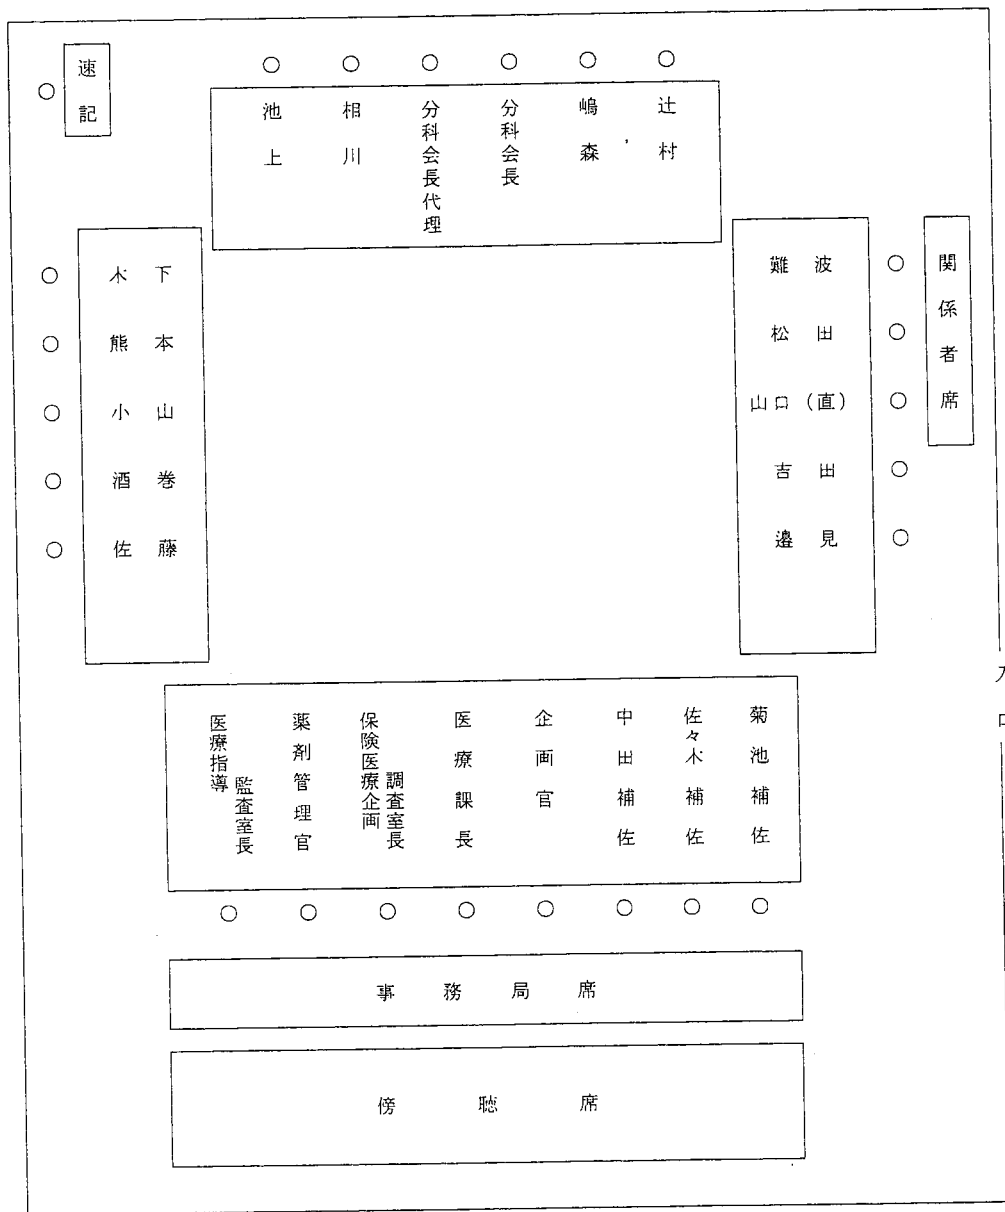 速記
池上
相川
分科会長代理
分科会長
嶋森
辻村
木下
熊本
小山
酒巻
佐藤
難波
松田
山口(直)
吉田
邉見
関係者席
入口
医療指導
監査室長
薬剤管理官
保険医療企画
調査室長
医療課長
企画官
中田補佐
佐々木補佐
菊池補佐
事務局席
傍聴席